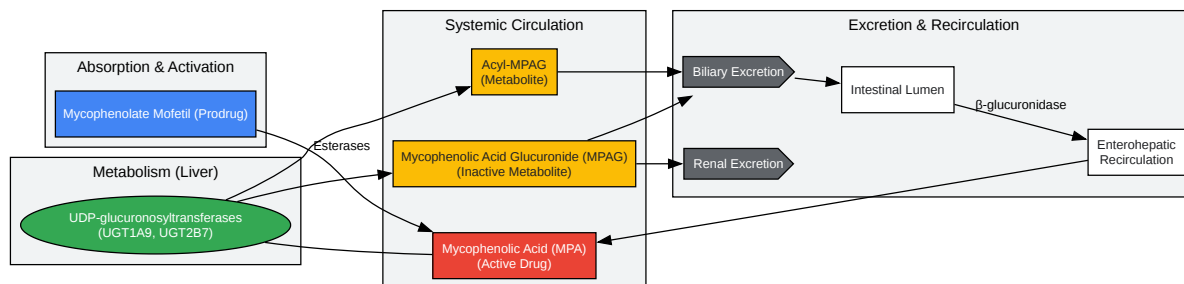 Absorption & Activation
Mycophenolate Mofetil (Prodrug)
Metabolism (Liver)
UDP-glucuronosyltransferases
(UGT1A9, UGT2B7)
Esterases
Systemic Circulation
Acyl-MPAG
(Metabolite)
Mycophenolic Acid Glucuronide (MPAG)
(Inactive Metabolite)
Mycophenolic Acid (MPA)
(Active Drug)
Excretion & Recirculation
Biliary Excretion
Renal Excretion
Intestinal Lumen
β-glucuronidase
Enterohepatic
Recirculation